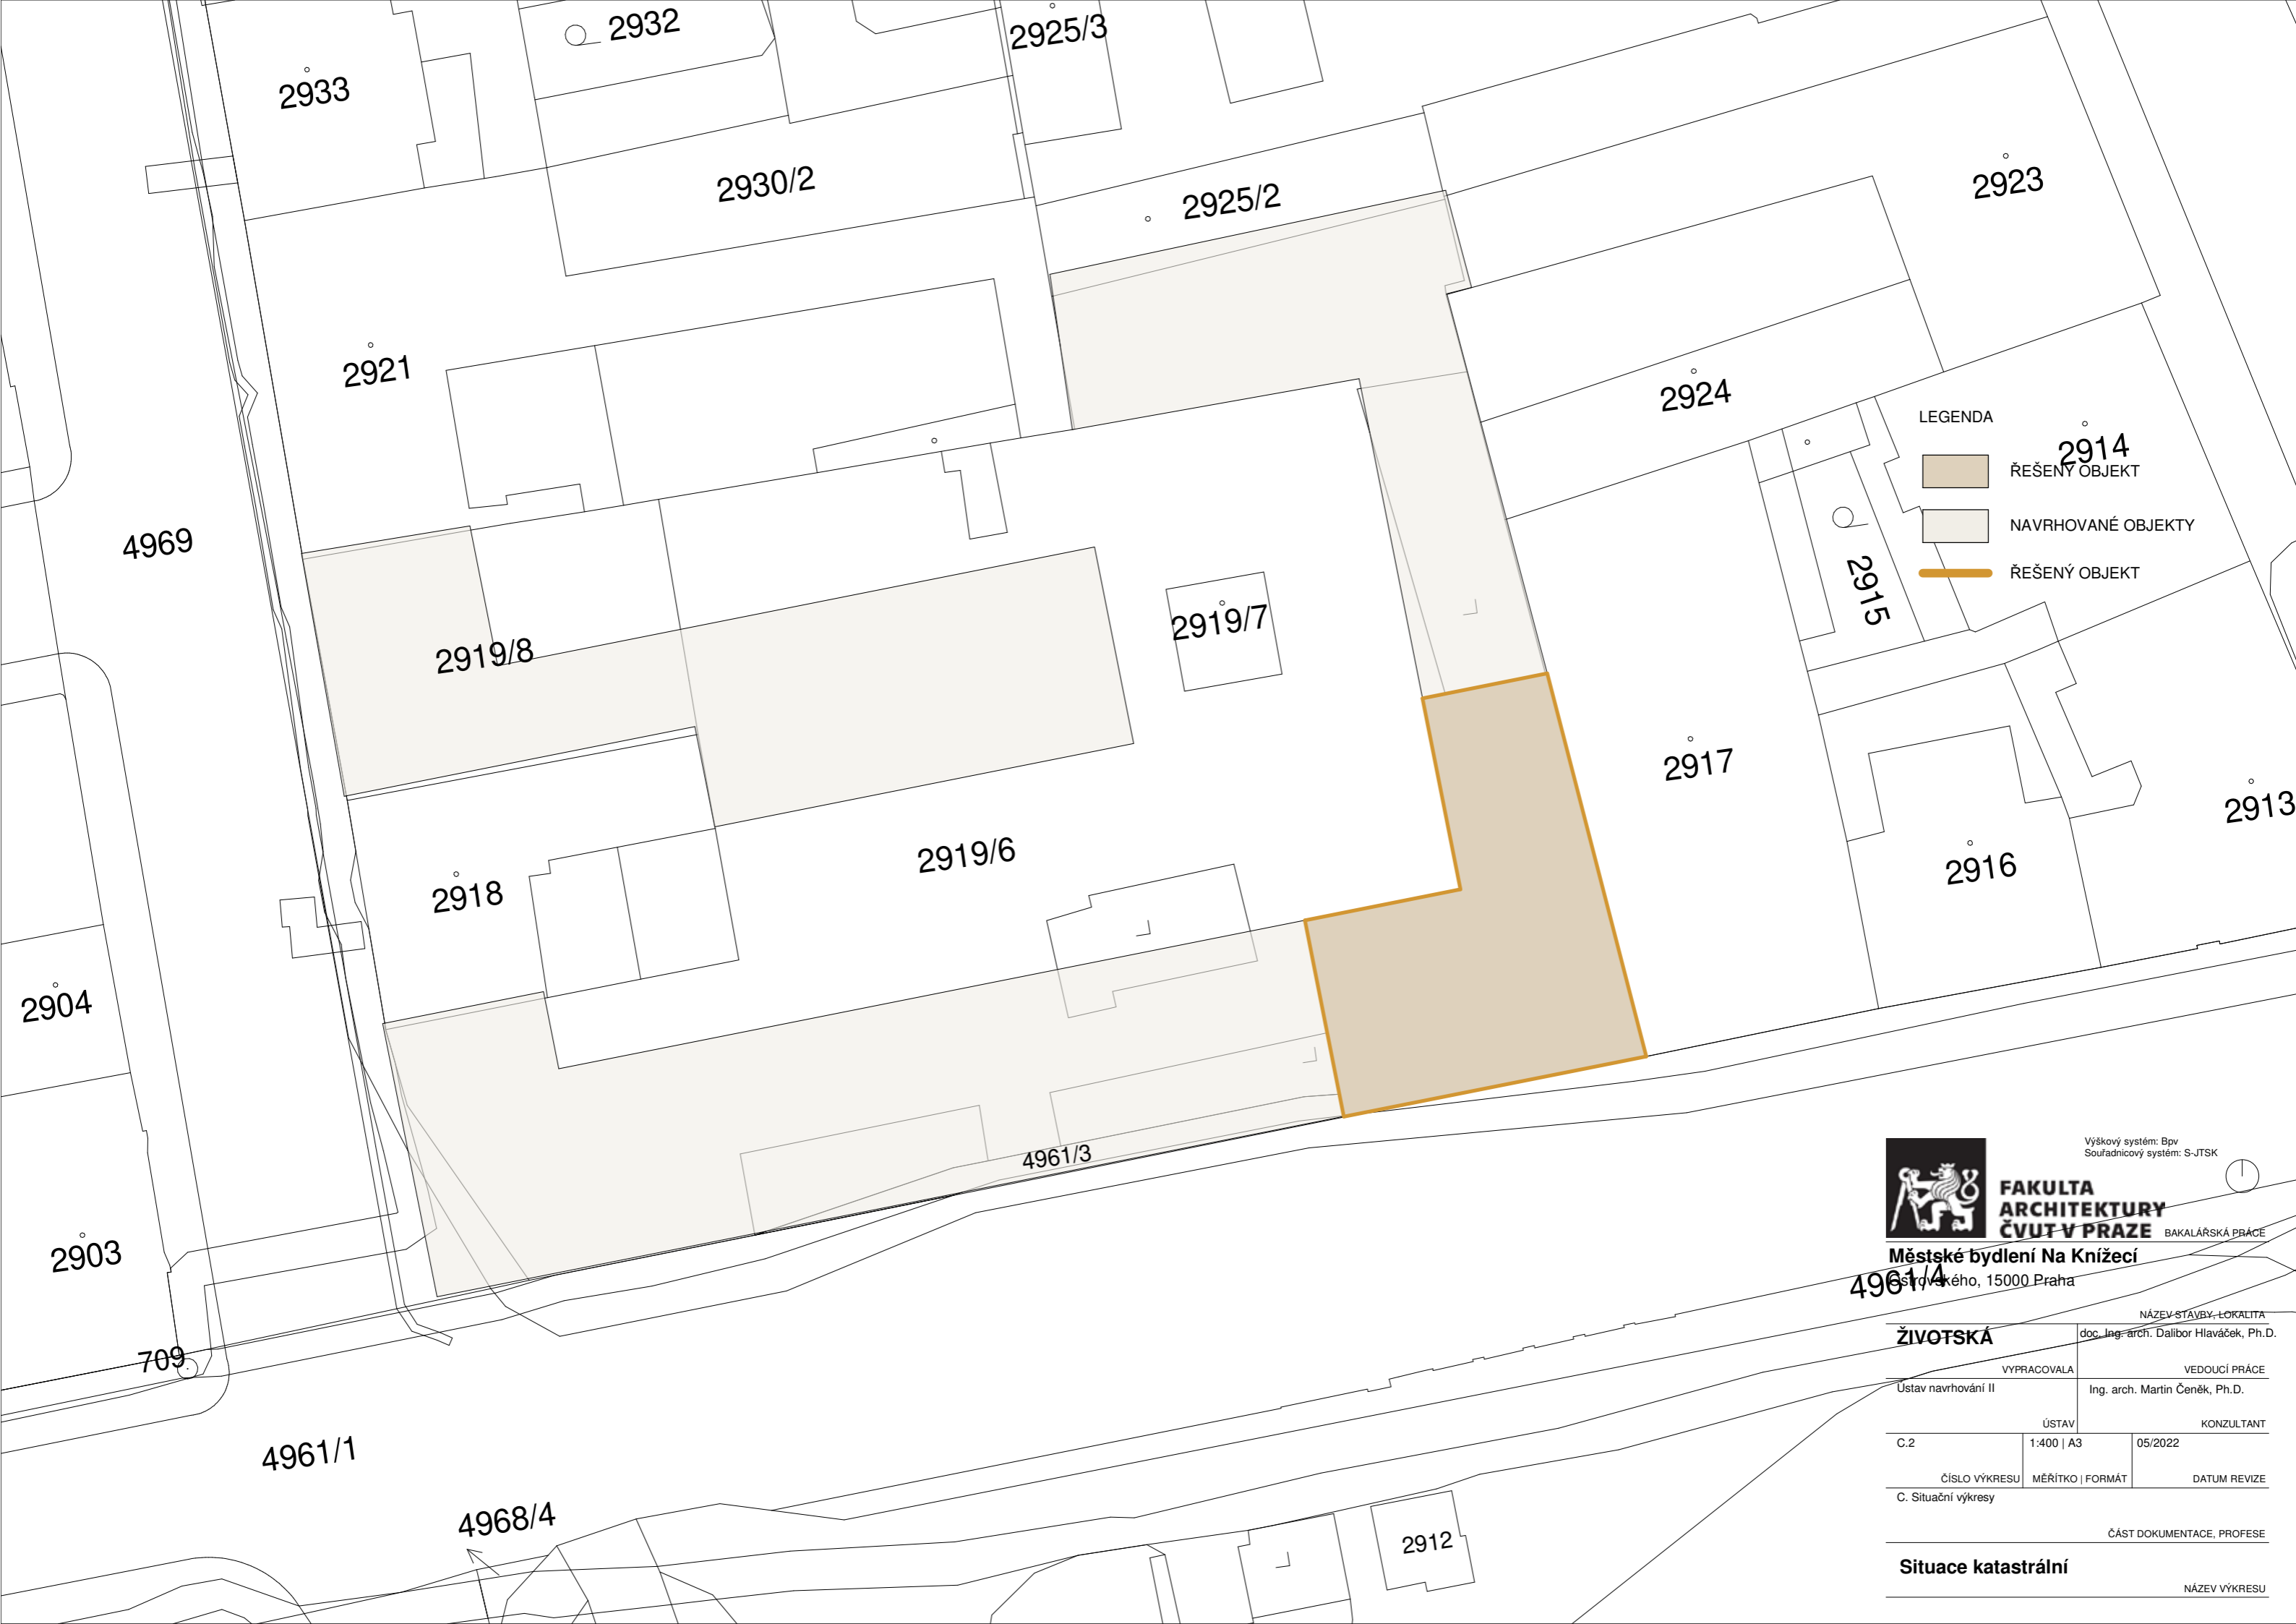 2932
2925/3
2933
2930/2
2925/2
2923
2921
2924
LEGENDA
2914
ŘEŠENÝ OBJEKT
NAVRHOVANÉ OBJEKTY
ŘEŠENÝ OBJEKT
4969
2915
2919/7
2919/8
2917
2913
2919/6
2916
2918
2904
4961/3
2903
709
4961/1
4968/4
2912
4961/4
Výškový systém: Bpv
Souřadnicový systém: S-JTSK
FAKULTA
ARCHITEKTURY
ČVUT V PRAZE
BAKALÁŘSKÁ PRÁCE
Městské bydlení Na Knížecí
Ostrovského, 15000 Praha
NÁZEV STAVBY, LOKALITA
ŽIVOTSKÁ
doc. Ing. arch. Dalibor Hlaváček, Ph.D.
VYPRACOVALA
VEDOUCÍ PRÁCE
Ústav navrhování II
Ing. arch. Martin Čeněk, Ph.D.
ÚSTAV
KONZULTANT
C.2
1:400 | A3
05/2022
ČÍSLO VÝKRESU
MĚŘÍTKO | FORMÁT
DATUM REVIZE
C. Situační výkresy
ČÁST DOKUMENTACE, PROFESE
Situace katastrální
NÁZEV VÝKRESU